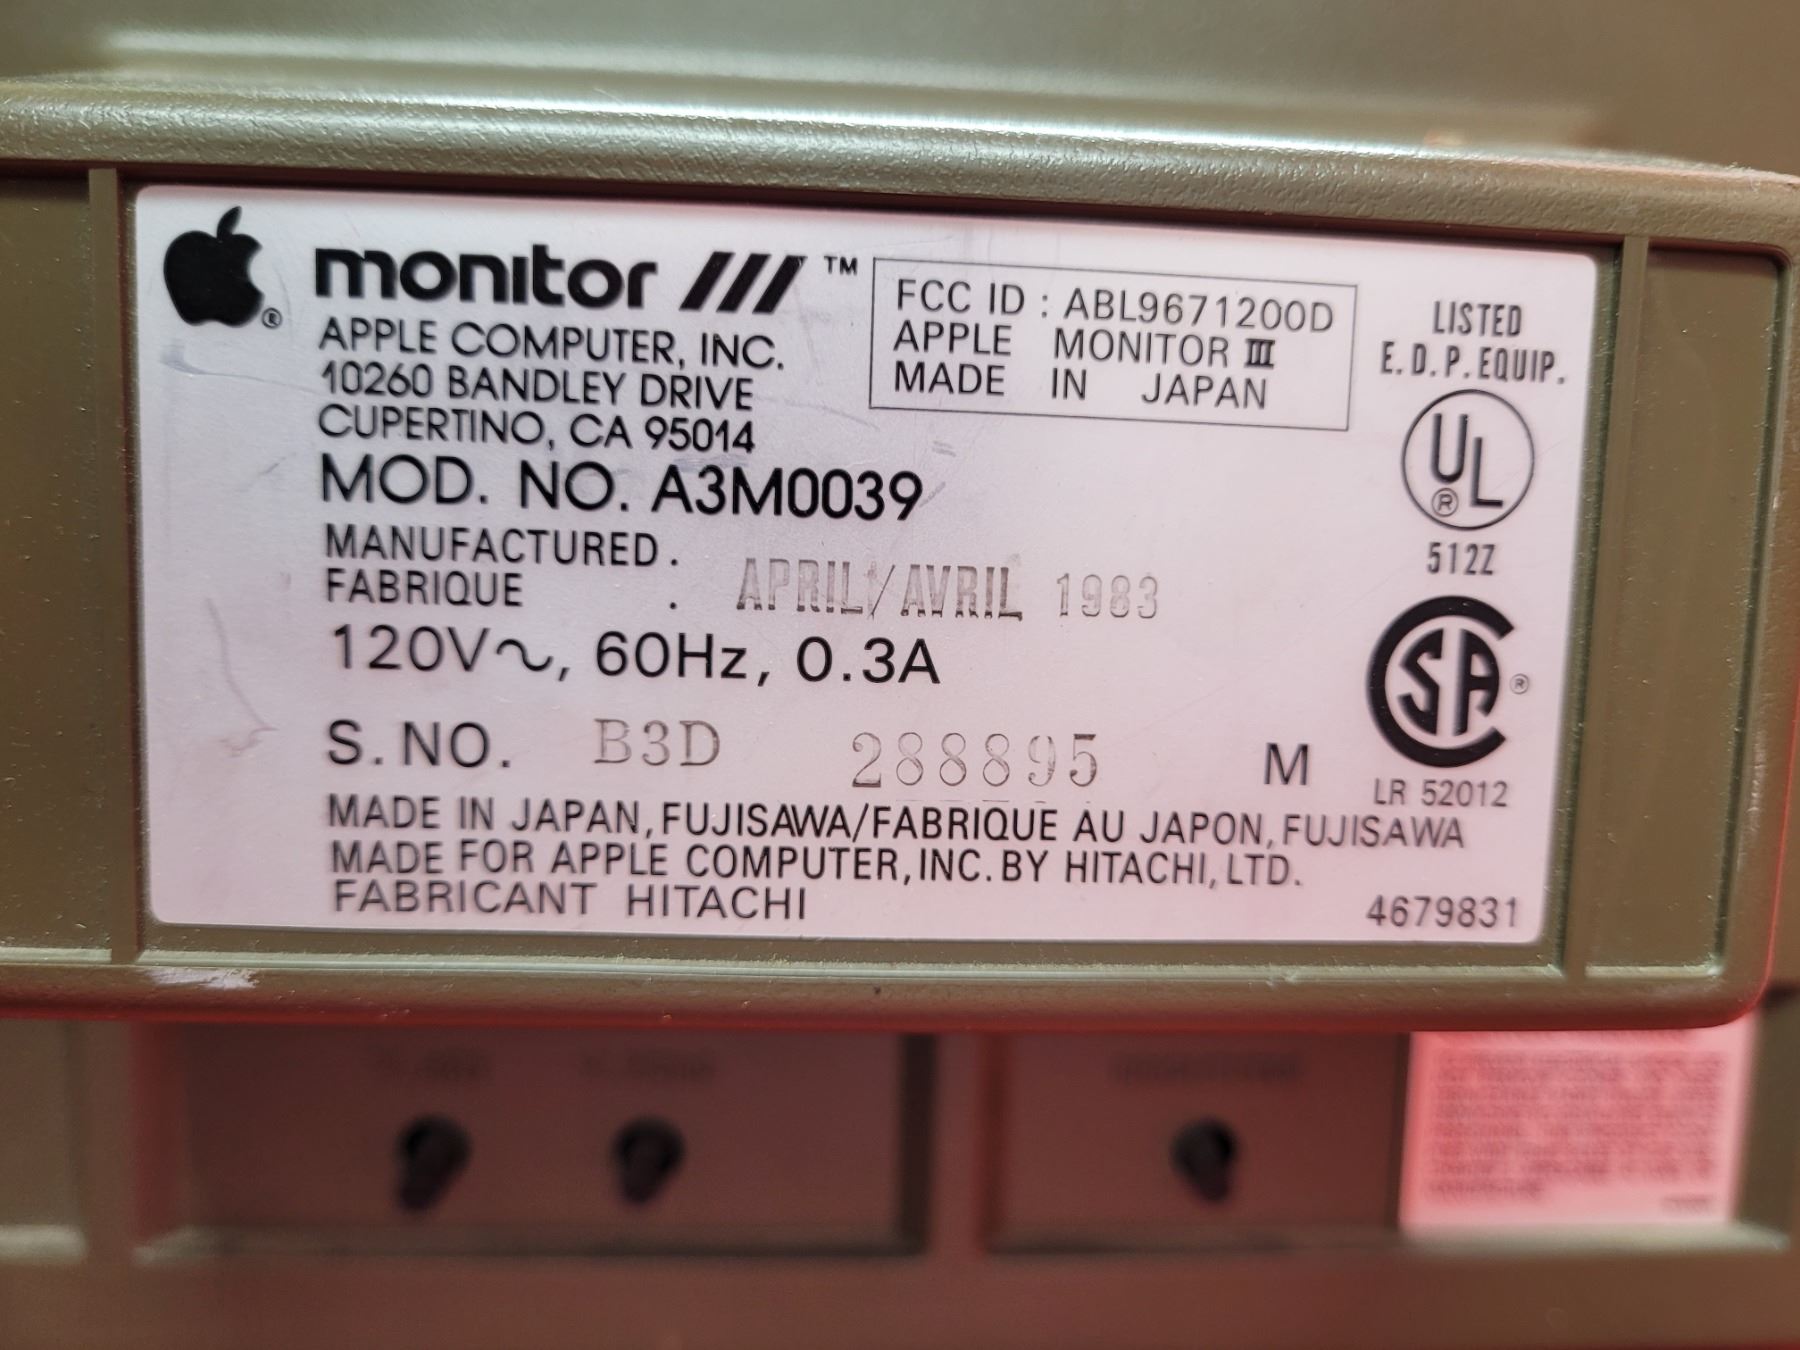 monitor ///™
APPLE COMPUTER, INC.
10260 BANDLEY DRIVE
CUPERTINO, CA 95014
MOD. NO. A3M0039
FCC ID : ABL9671200D
APPLE MONITOR III
MADE IN JAPAN
LISTED
E.D.P. EQUIP.
UL ®
512Z
MANUFACTURED .
FABRIQUE . APRIL/AVRIL 1983
120V~, 60Hz, 0.3A
S. NO. B3D 288895 M
SA ®
LR 52012
MADE IN JAPAN, FUJISAWA/FABRIQUE AU JAPON, FUJISAWA
MADE FOR APPLE COMPUTER, INC. BY HITACHI, LTD.
FABRICANT HITACHI
4679831